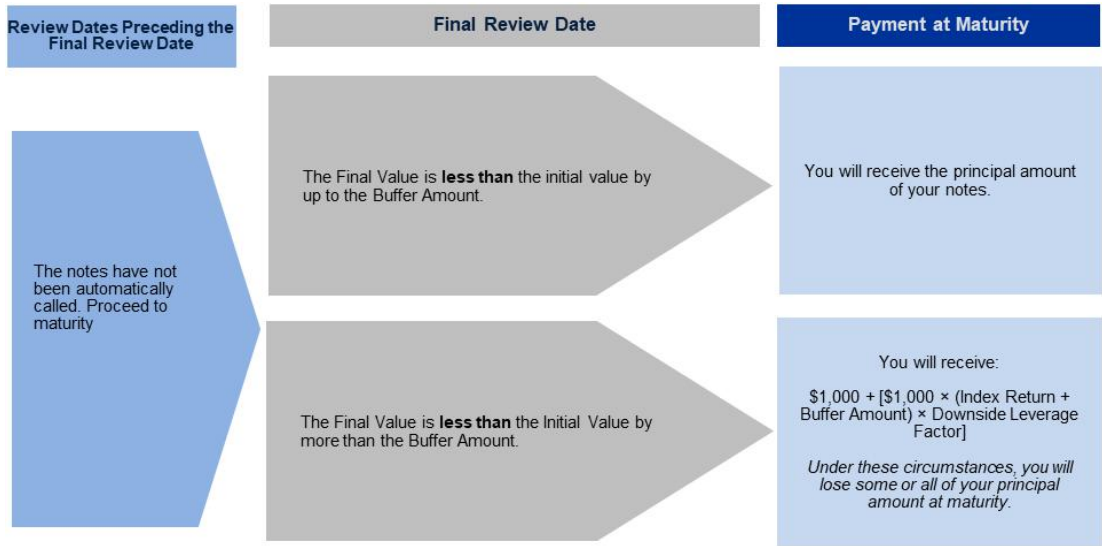 Review Dates Preceding the
Final Review Date
Final Review Date
Payment at Maturity
The notes have not
been automatically
called. Proceed to
maturity
The Final Value is less than the initial value by
up to the Buffer Amount.
You will receive the principal amount
of your notes.
The Final Value is less than the Initial Value by
more than the Buffer Amount.
You will receive:
$1,000 + [$1,000 × (Index Return +
Buffer Amount) × Downside Leverage
Factor]
Under these circumstances, you will
lose some or all of your principal
amount at maturity.